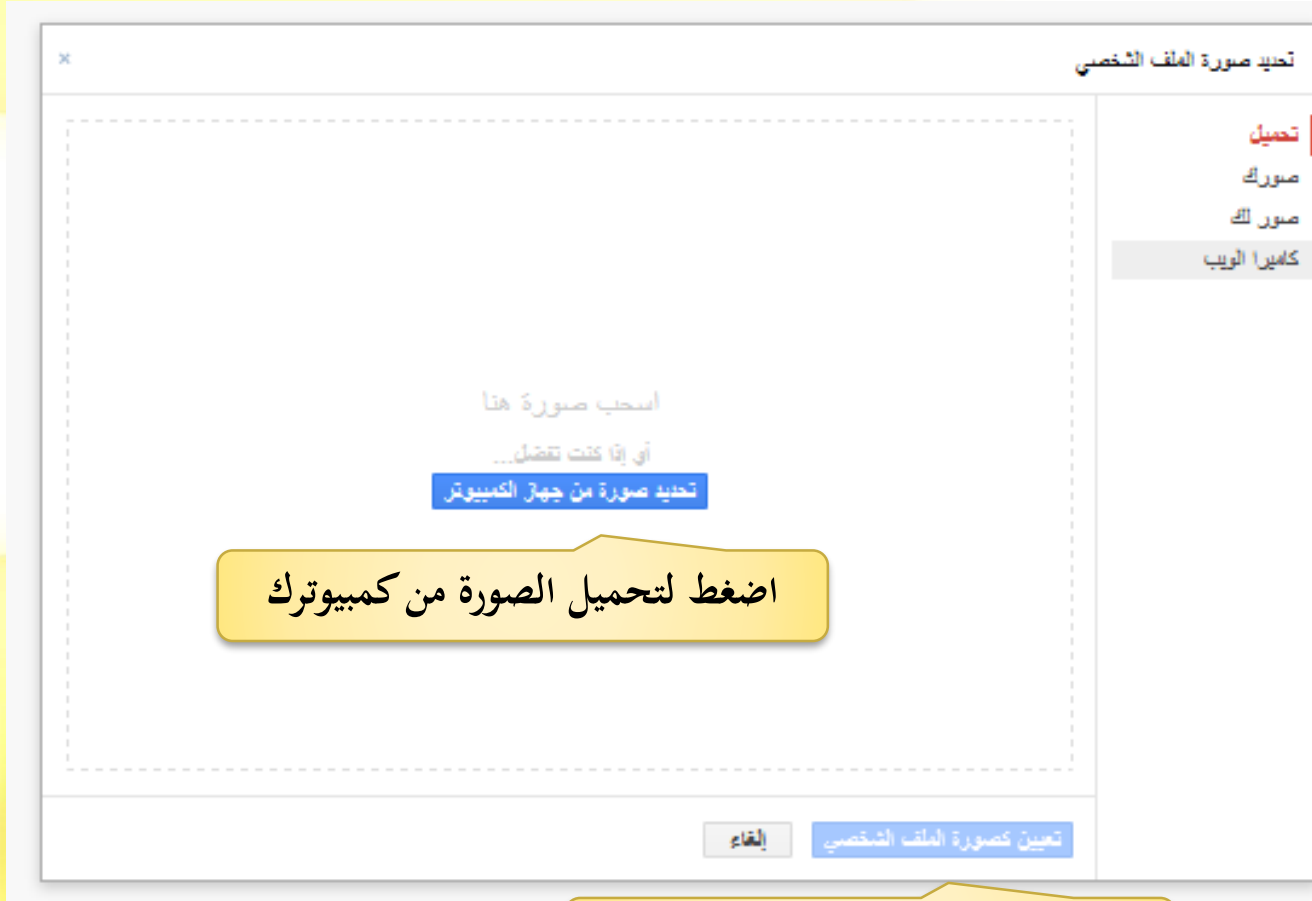 تحديد صورة الملف الشخصي
×
تحميل
صورك
صور لك
كاميرا الويب
اسحب صورة هنا
أو إذا كنت تفضل...
تحديد صورة من جهاز الكمبيوتر
اضغط لتحميل الصورة من كمبيوترك
تعيين كصورة الملف الشخصي
إلغاء